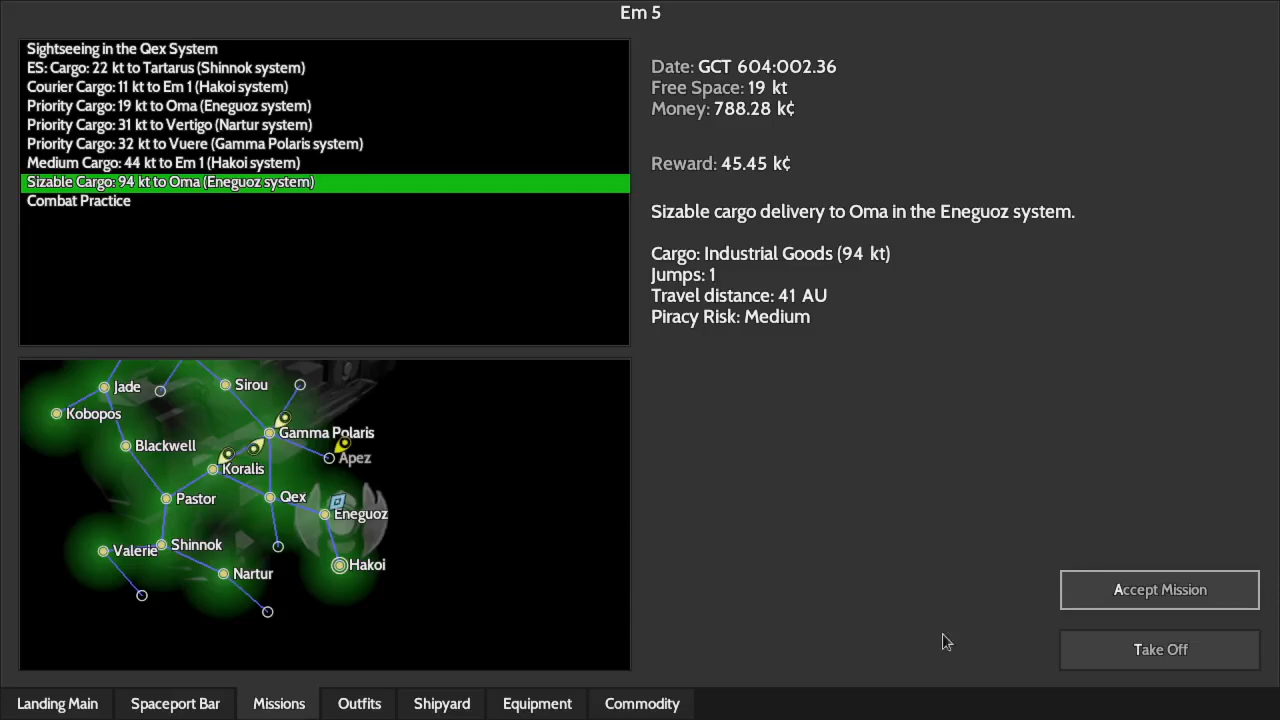 Em 5
Sightseeing in the Qex System
ES: Cargo: 22 kt to Tartarus (Shinnok system)
Courier Cargo: 11 kt to Em 1 (Hakoi system)
Priority Cargo: 19 kt to Oma (Eneguoz system)
Priority Cargo: 31 kt to Vertigo (Nartur system)
Priority Cargo: 32 kt to Vuere (Gamma Polaris system)
Medium Cargo: 44 kt to Em 1 (Hakoi system)
Sizable Cargo: 94 kt to Oma (Eneguoz system)
Combat Practice
Date: GCT 604:002.36
Free Space: 19 kt
Money: 788.28 k¢
Reward: 45.45 k¢
Sizable cargo delivery to Oma in the Eneguoz system.
Cargo: Industrial Goods (94 kt)
Jumps: 1
Travel distance: 41 AU
Piracy Risk: Medium
Jade
Sirou
Kobopos
Gamma Polaris
Blackwell
Apez
Koralis
Pastor
Qex
Eneguoz
Shinnok
Valerie
Hakoi
Nartur
Accept Mission
Take Off
Landing Main
Spaceport Bar
Missions
Outfits
Shipyard
Equipment
Commodity